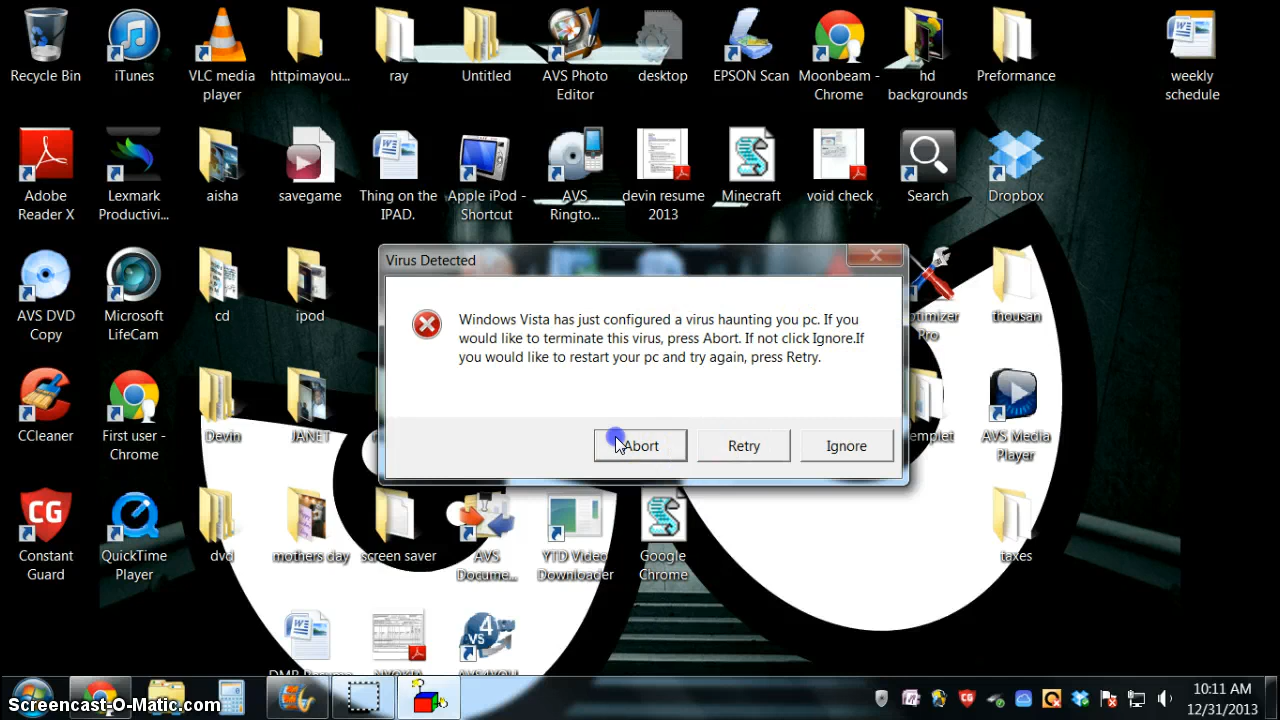 Recycle Bin
iTunes
VLC media
player
httpimayou...
ray
Untitled
AVS Photo
Editor
desktop
EPSON Scan
Moonbeam -
Chrome
hd
backgrounds
Preformance
weekly
schedule
Adobe
Reader X
Lexmark
Productivi...
aisha
savegame
Thing on the
IPAD.
Apple iPod -
Shortcut
AVS
Ringto...
devin resume
2013
Minecraft
void check
Search
Dropbox
AVS DVD
Copy
Microsoft
LifeCam
cd
ipod
Pro
thousan
Virus Detected
Windows Vista has just configured a virus haunting you pc. If you
would like to terminate this virus, press Abort. If not click Ignore.If
you would like to restart your pc and try again, press Retry.
Abort
Retry
Ignore
CCleaner
First user -
Chrome
Devin
JANET
AVS Media
Player
CG
Constant
Guard
QuickTime
Player
dvd
mothers day
screen saver
AVS
Docume...
YTD Video
Downloader
Google
Chrome
taxes
Screencast-O-Matic.com
10:11 AM
12/31/2013